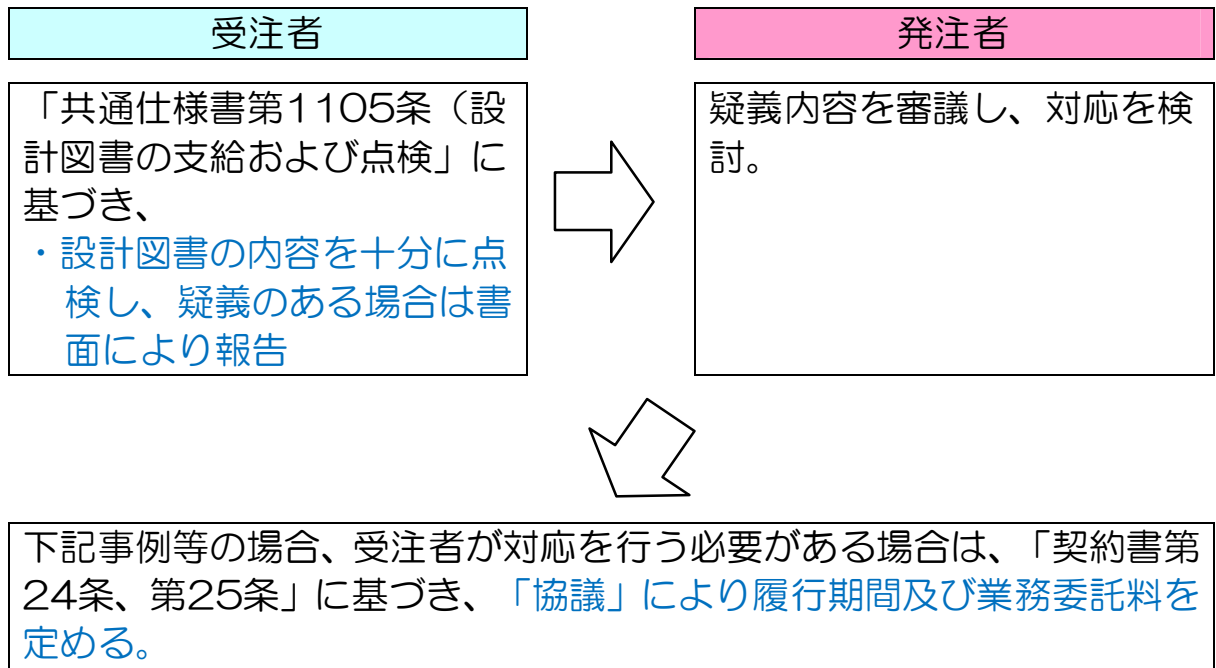 受注者
「共通仕様書第1105条（設
計図書の支給および点検」に
基づき、
・設計図書の内容を十分に点
検し、疑義のある場合は書
面により報告
発注者
疑義内容を審議し、対応を検
討。
下記事例等の場合、受注者が対応を行う必要がある場合は、「契約書第
24条、第25条」に基づき、「協議」により履行期間及び業務委託料を
定める。